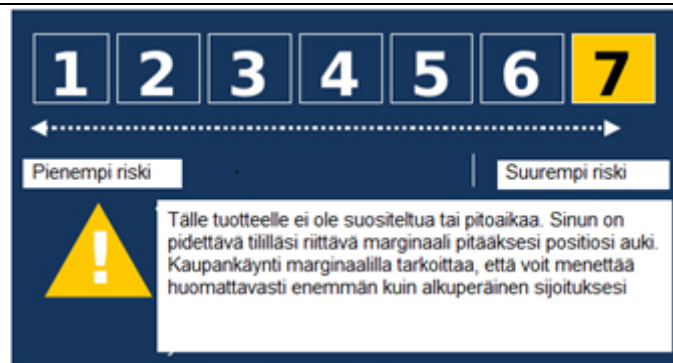 1 2 3 4 5 6 7
Pienempi riski Suurempi riski
Tälle tuotteelle ei ole suositeltua tai pitoaikaa. Sinun on
pidettävä tililläsi riittävä marginaali pitääksesi positiosi auki.
Kaupankäynti marginaalilla tarkoittaa, että voit menettää
huomattavasti enemmän kuin alkuperäinen sijoituksesi